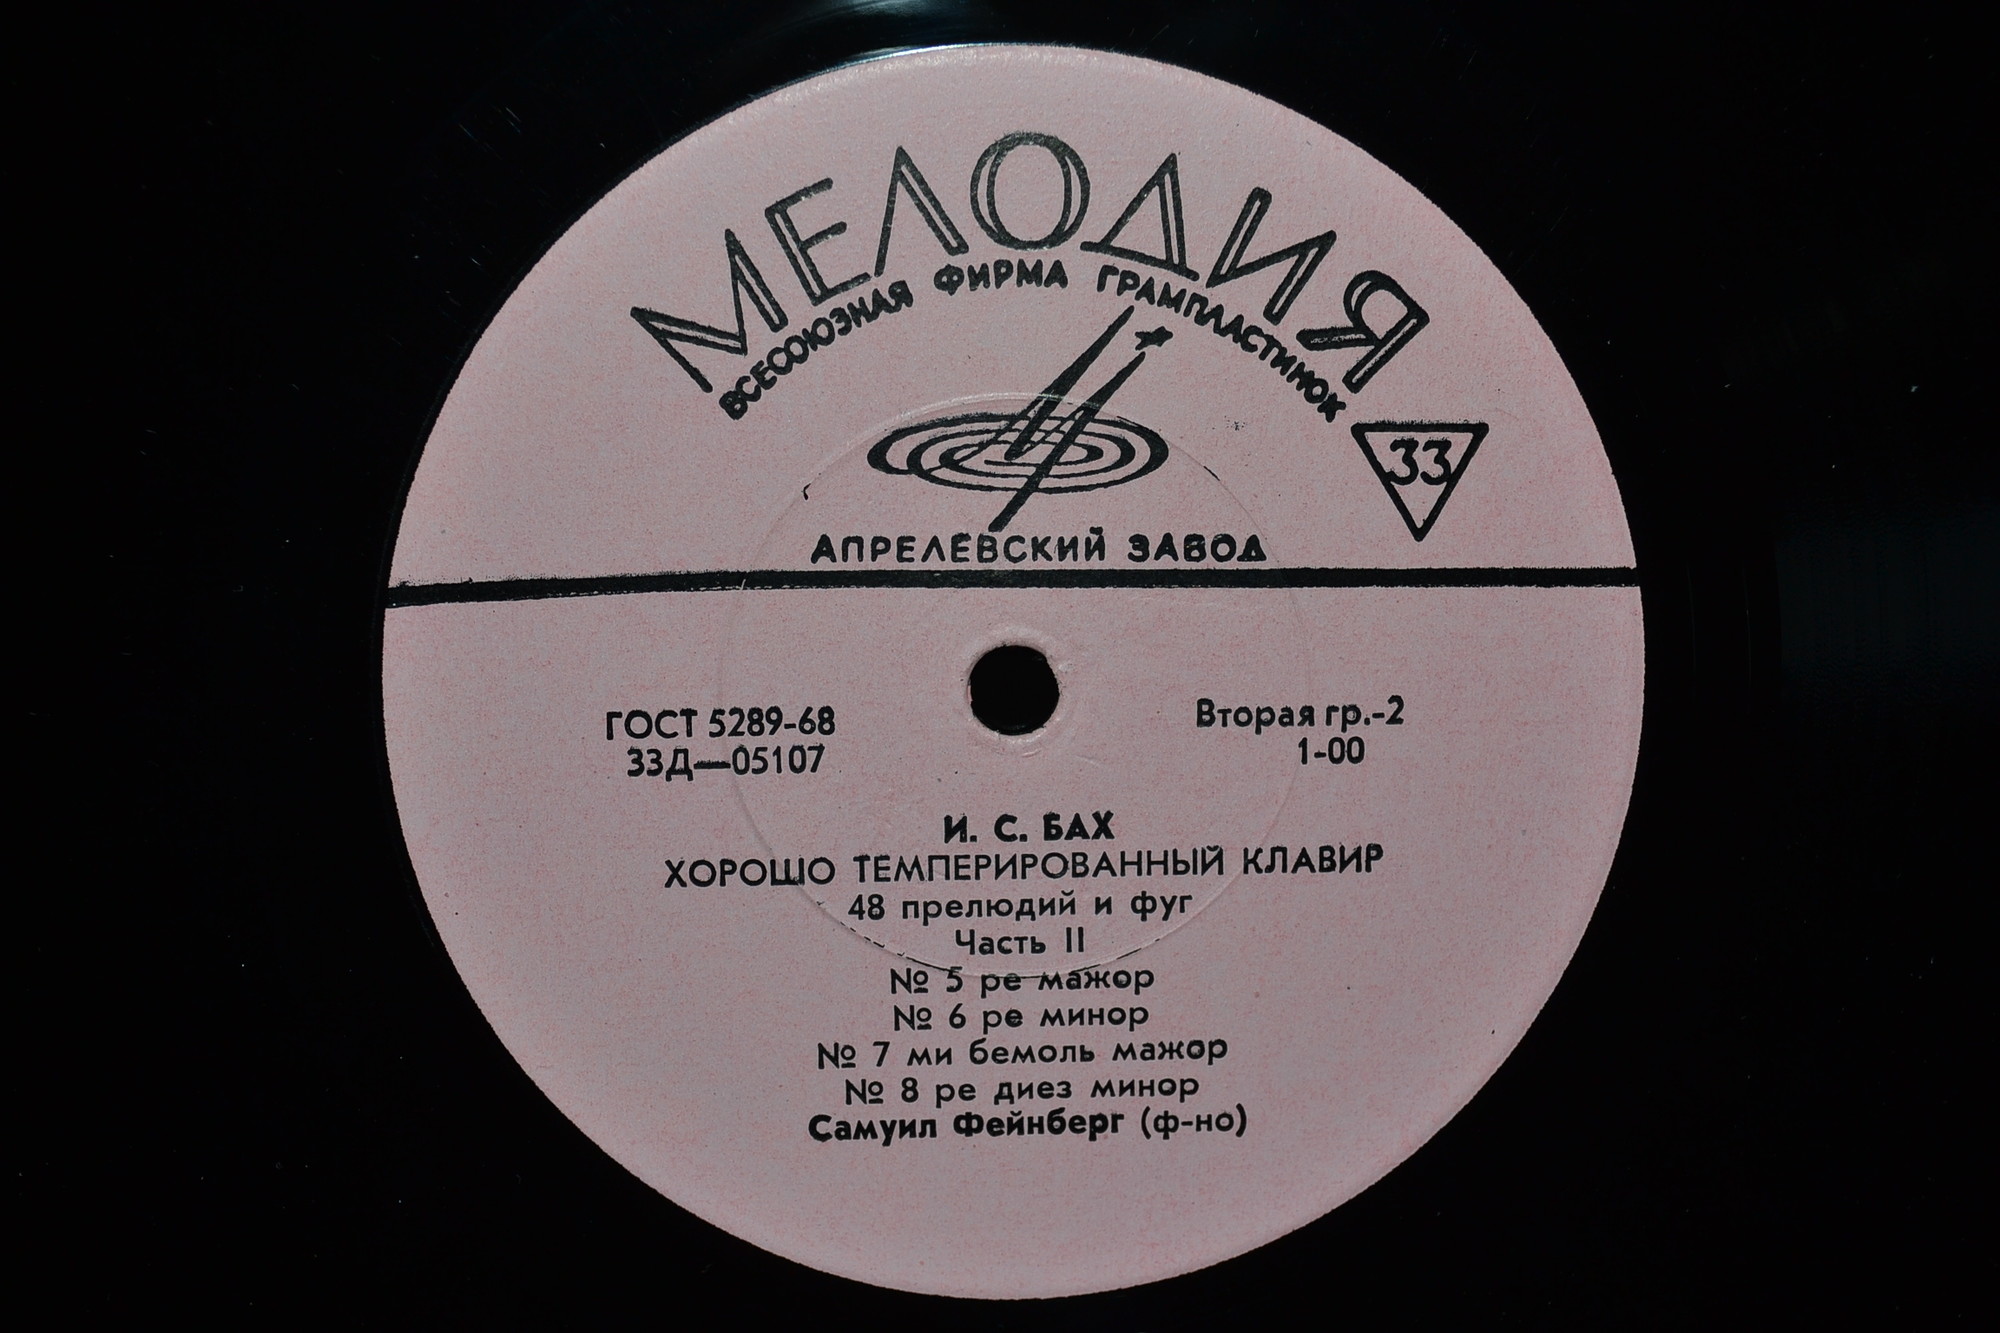 МЕЛОДИЯ
ВСЕСОЮЗНАЯ ФИРМА ГРАМПЛАСТИНОК
33
АПРЕЛЕВСКИЙ ЗАВОД
ГОСТ 5289-68
33Д—05107
Вторая гр.-2
1-00
И. С. БАХ
ХОРОШО ТЕМПЕРИРОВАННЫЙ КЛАВИР
48 прелюдий и фуг
Часть II
№ 5 ре мажор
№ 6 ре минор
№ 7 ми бемоль мажор
№ 8 ре диез минор
Самуил Фейнберг (ф-но)